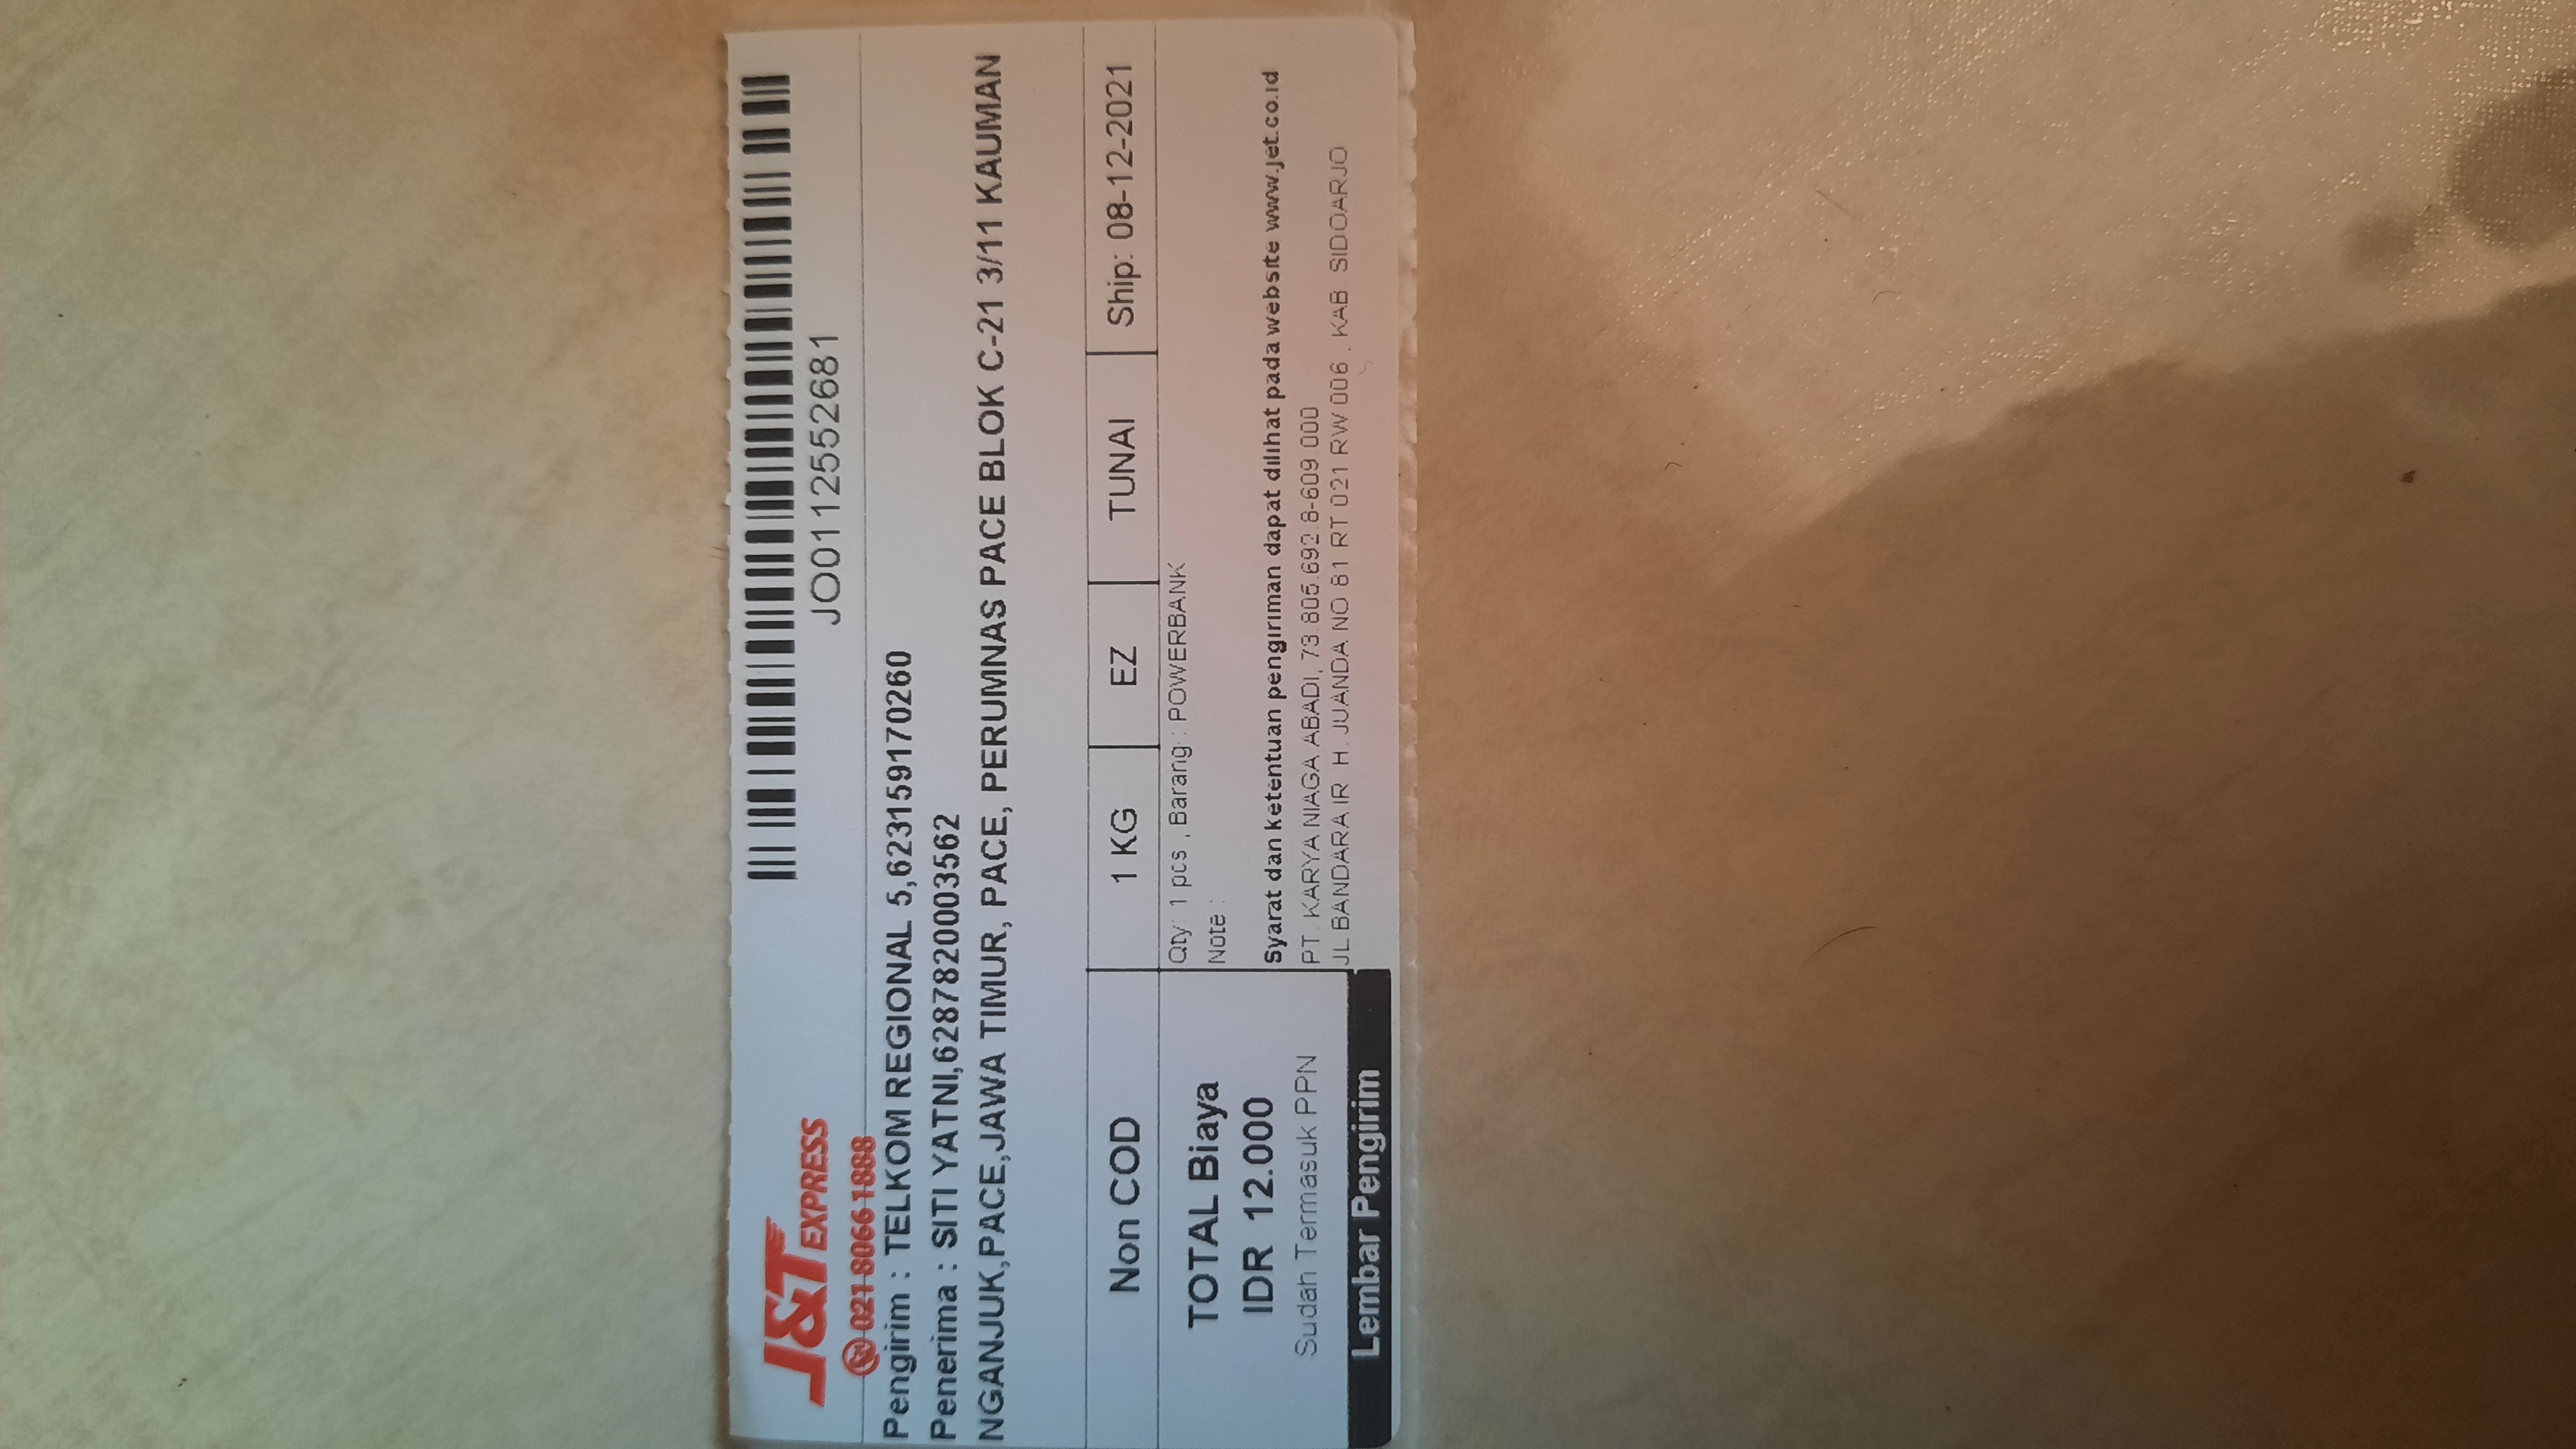 J&T EXPRESS
021 8066 1888
JO0112552681
Pengirim : TELKOM REGIONAL 5,623159170260
Penerima : SITI YATNI,6287820003562
NGANJUK,PACE,JAWA TIMUR, PACE, PERUMNAS PACE BLOK C-21 3/11 KAUMAN
Non COD
1 KG
EZ
TUNAI
Ship: 08-12-2021
TOTAL Biaya
IDR 12.000
Sudah Termasuk PPN
Lembar Pengirim
Qty: 1 pcs , Barang : POWERBANK
Note :
Syarat dan ketentuan pengiriman dapat dilihat pada website www.jet.co.id
PT. KARYA NIAGA ABADI, 73.805.692.8-609.000
JL BANDARA IR. H. JUANDA NO 81 RT 021 RW 006 , KAB. SIDOARJO